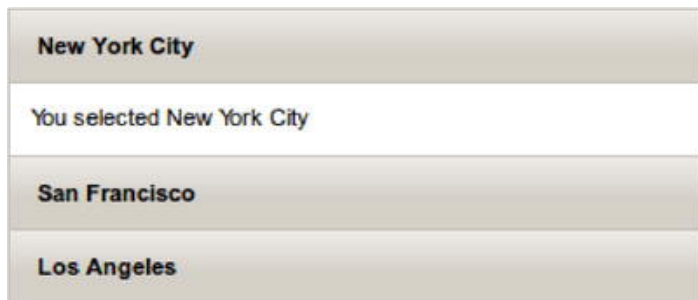 New York City
You selected New York City
San Francisco
Los Angeles